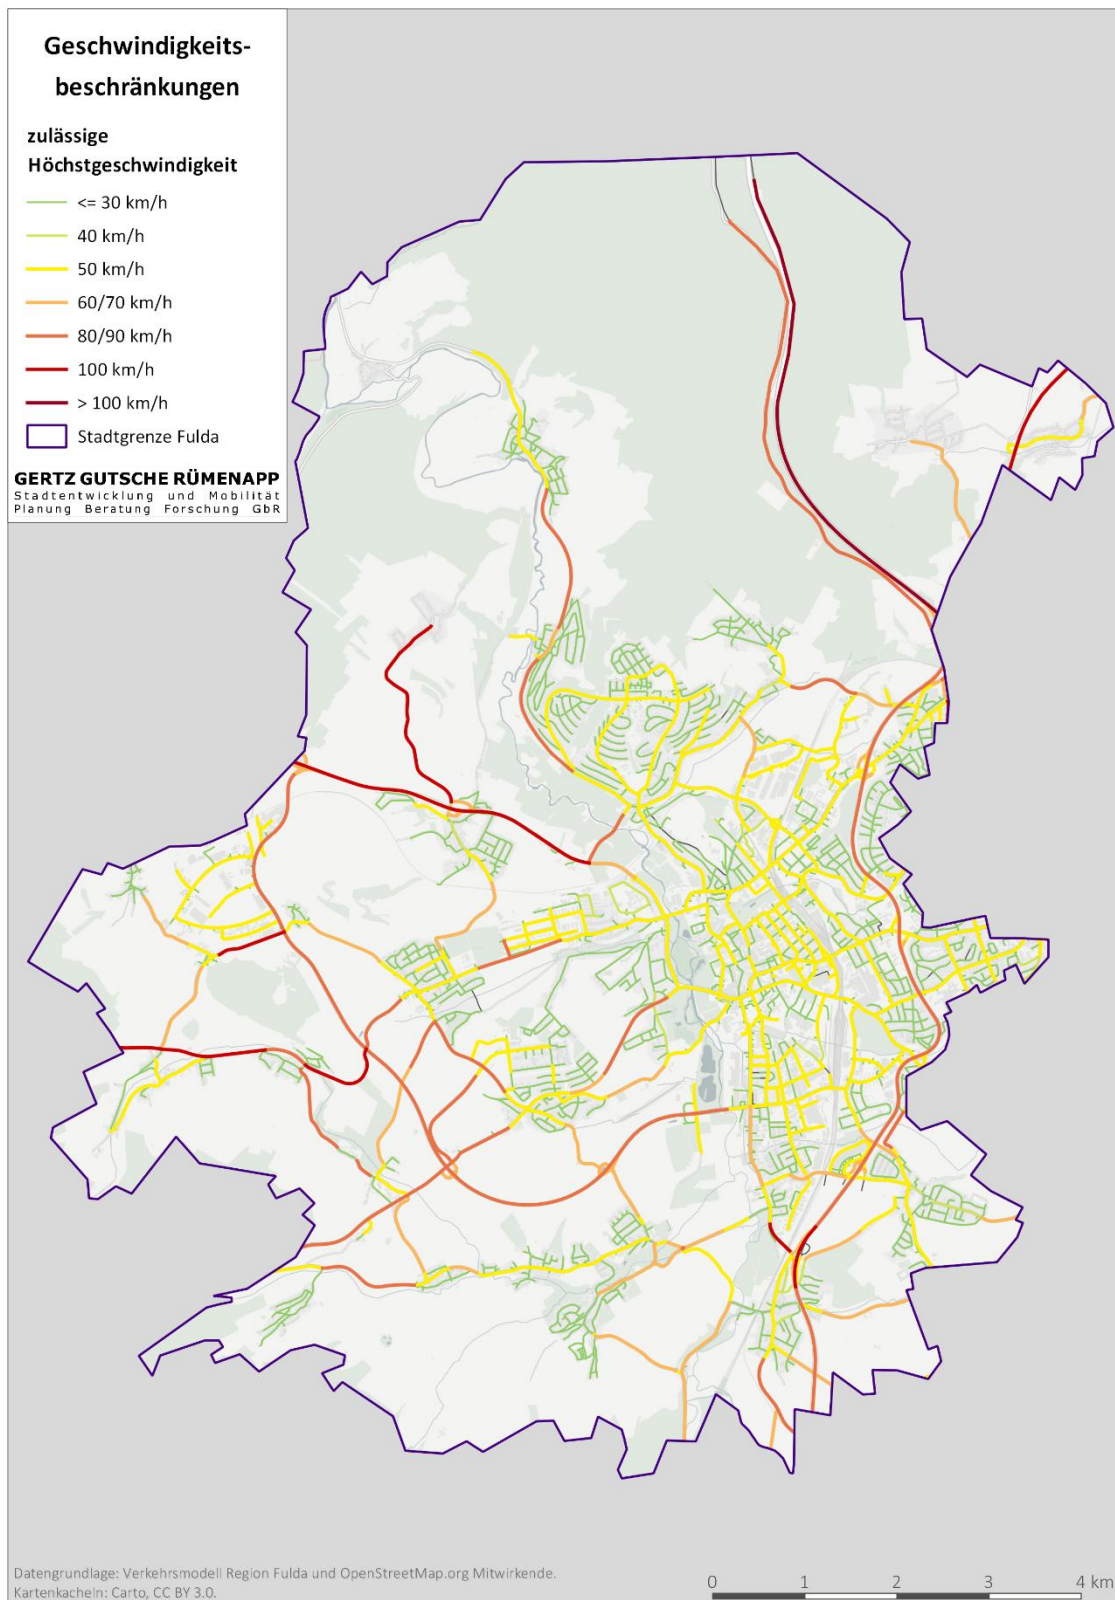 Geschwindigkeits-
beschränkungen
zulässige
Höchstgeschwindigkeit
<= 30 km/h
40 km/h
50 km/h
60/70 km/h
80/90 km/h
100 km/h
> 100 km/h
Stadtgrenze Fulda
GERTZ GUTSCHE RÜMENAPP
Stadtentwicklung und Mobilität
Planung Beratung Forschung GbR
Datengrundlage: Verkehrsmodell Region Fulda und OpenStreetMap.org Mitwirkende.
Kartenkacheln: Carto, CC BY 3.0.
0 1 2 3 4 km